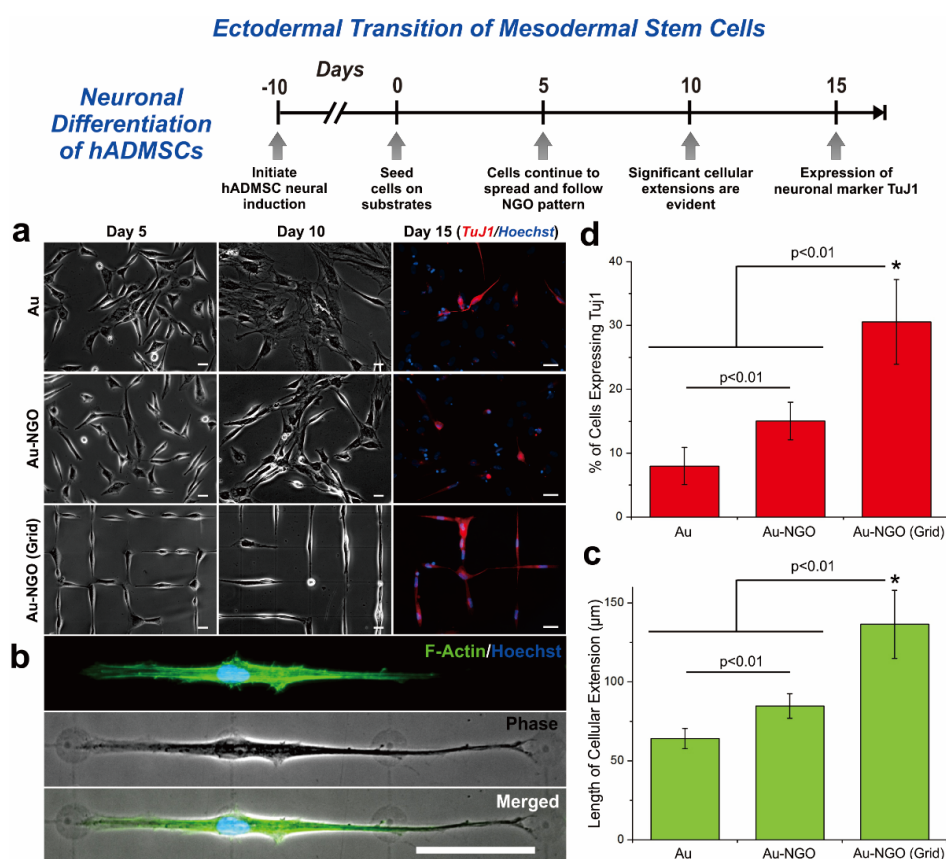 Ectodermal Transition of Mesodermal Stem Cells
Neuronal
Differentiation
of hADMSCs
Days
-10
0
5
10
15
Initiate
hADMSC neural
induction
Seed
cells on
substrates
Cells continue to
spread and follow
NGO pattern
Significant cellular
extensions are
evident
Expression of
neuronal marker TuJ1
a
Day 5
Day 10
Day 15 (TuJ1/Hoechst)
Au
Au-NGO
Au-NGO (Grid)
b
F-Actin/Hoechst
Phase
Merged
d
% of Cells Expressing Tuj1
40
30
20
10
0
p<0.01
*
p<0.01
Au
Au-NGO
Au-NGO (Grid)
c
Length of Cellular Extension (µm)
150
100
50
0
p<0.01
*
p<0.01
Au
Au-NGO
Au-NGO (Grid)